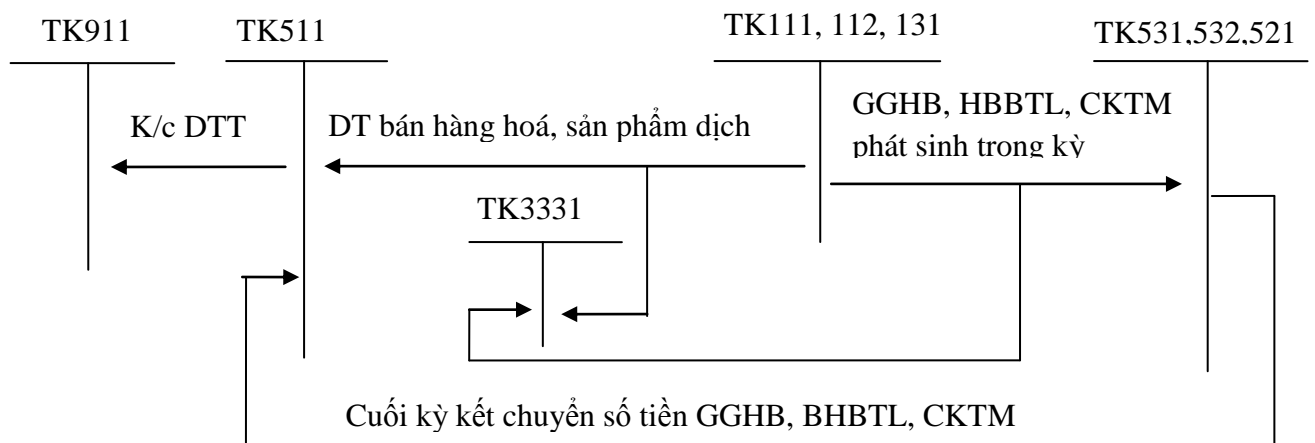 TK911
TK511
TK111, 112, 131
TK531,532,521
K/c DTT
DT bán hàng hoá, sản phẩm dịch
GGHB, HBBTL, CKTM
phát sinh trong kỳ
TK3331
Cuối kỳ kết chuyển số tiền GGHB, BHBTL, CKTM